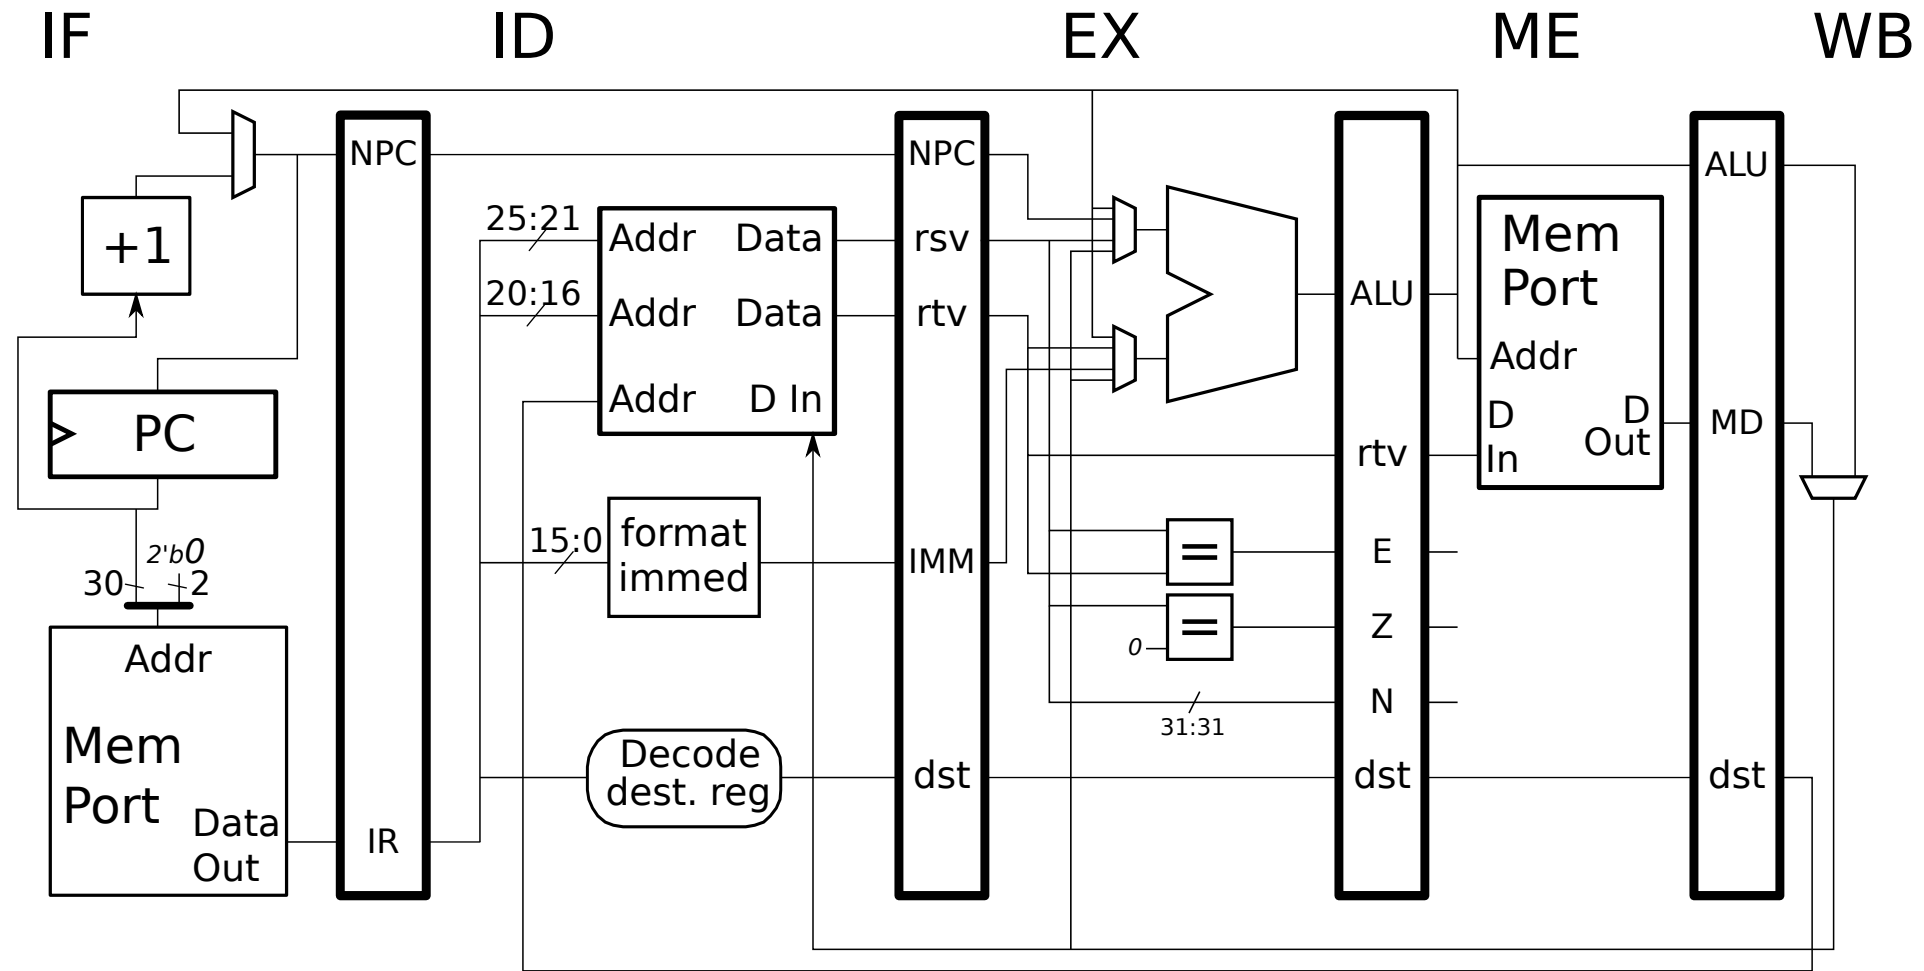 IF
ID
EX
ME
WB
+1
PC
2'b0
30
2
Addr
Mem
Port
Data
Out
NPC
IR
25:21
20:16
Addr Data
Addr Data
Addr D In
15:0
format
immed
Decode
dest. reg
NPC
rsv
rtv
IMM
dst
=
=
0
31:31
ALU
rtv
E
Z
N
dst
Mem
Port
Addr
D
In
D
Out
ALU
MD
dst